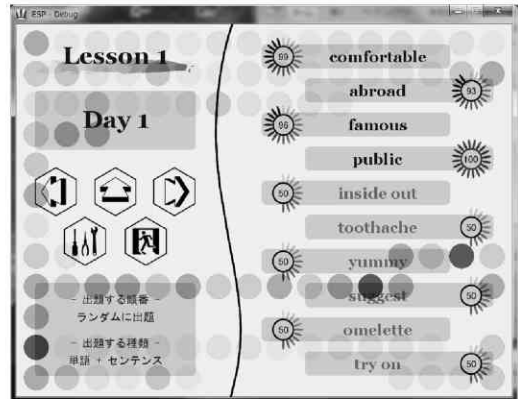 ESP - Debug
Lesson 1
Day 1
- 出題する順番 -
ランダムに出題
- 出題する種類 -
単語 + センテンス
99 comfortable
abroad 93
96 famous
public 100
50 inside out
toothache 50
50 yummy
suggest 50
50 omelette
try on 50